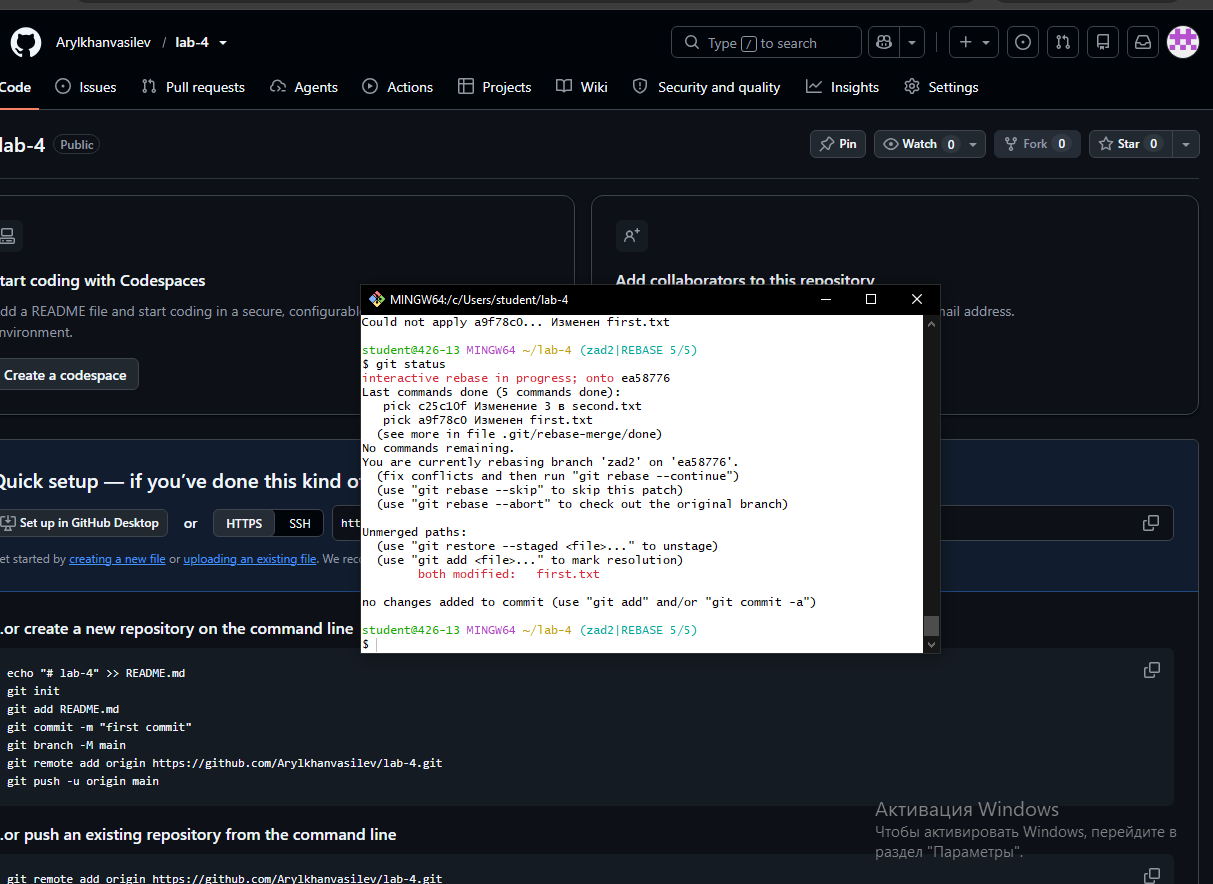 Arylkhanvasilev / lab-4
Type / to search
Code Issues Pull requests Agents Actions Projects Wiki Security and quality Insights Settings
lab-4 Public
Pin Watch 0 Fork 0 Star 0
tart coding with Codespaces
dd a README file and start coding in a secure, configurable
nvironment.
Create a codespace
Add collaborators to this repository
mail address.
Quick setup — if you've done this kind o
Set up in GitHub Desktop or HTTPS SSH htt
et started by creating a new file or uploading an existing file. We rec
MINGW64:/c/Users/student/lab-4
Could not apply a9f78c0... Изменен first.txt
student@426-13 MINGW64 ~/lab-4 (zad2|REBASE 5/5)
$ git status
interactive rebase in progress; onto ea58776
Last commands done (5 commands done):
pick c25c10f Изменение 3 в second.txt
pick a9f78c0 Изменен first.txt
(see more in file .git/rebase-merge/done)
No commands remaining.
You are currently rebasing branch 'zad2' on 'ea58776'.
(fix conflicts and then run "git rebase --continue")
(use "git rebase --skip" to skip this patch)
(use "git rebase --abort" to check out the original branch)
Unmerged paths:
(use "git restore --staged <file>..." to unstage)
(use "git add <file>..." to mark resolution)
both modified: first.txt
no changes added to commit (use "git add" and/or "git commit -a")
student@426-13 MINGW64 ~/lab-4 (zad2|REBASE 5/5)
$
..or create a new repository on the command line
echo "# lab-4" >> README.md
git init
git add README.md
git commit -m "first commit"
git branch -M main
git remote add origin https://github.com/Arylkhanvasilev/lab-4.git
git push -u origin main
..or push an existing repository from the command line
git remote add origin https://github.com/Arylkhanvasilev/lab-4.git
Активация Windows
Чтобы активировать Windows, перейдите в
раздел "Параметры".